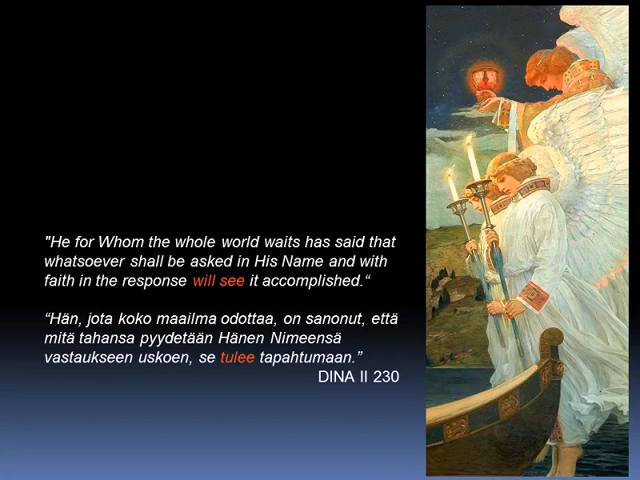 "He for Whom the whole world waits has said that
whatsoever shall be asked in His Name and with
faith in the response will see it accomplished.“
“Hän, jota koko maailma odottaa, on sanonut, että
mitä tahansa pyydetään Hänen Nimeensä
vastaukseen uskoen, se tulee tapahtumaan.”
DINA II 230